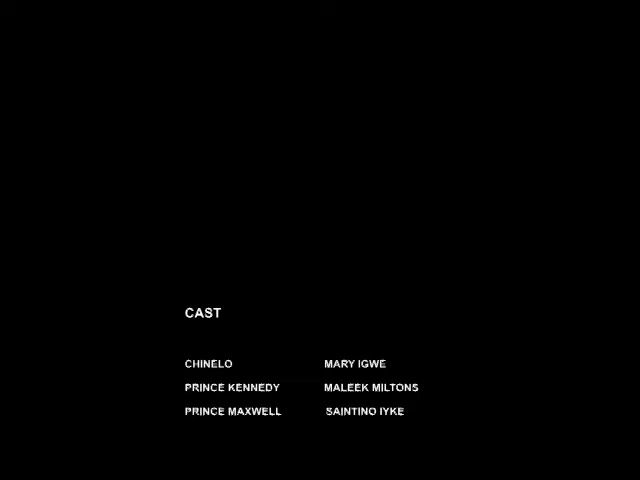 CAST
CHINELO MARY IGWE
PRINCE KENNEDY MALEEK MILTONS
PRINCE MAXWELL SAINTINO IYKE